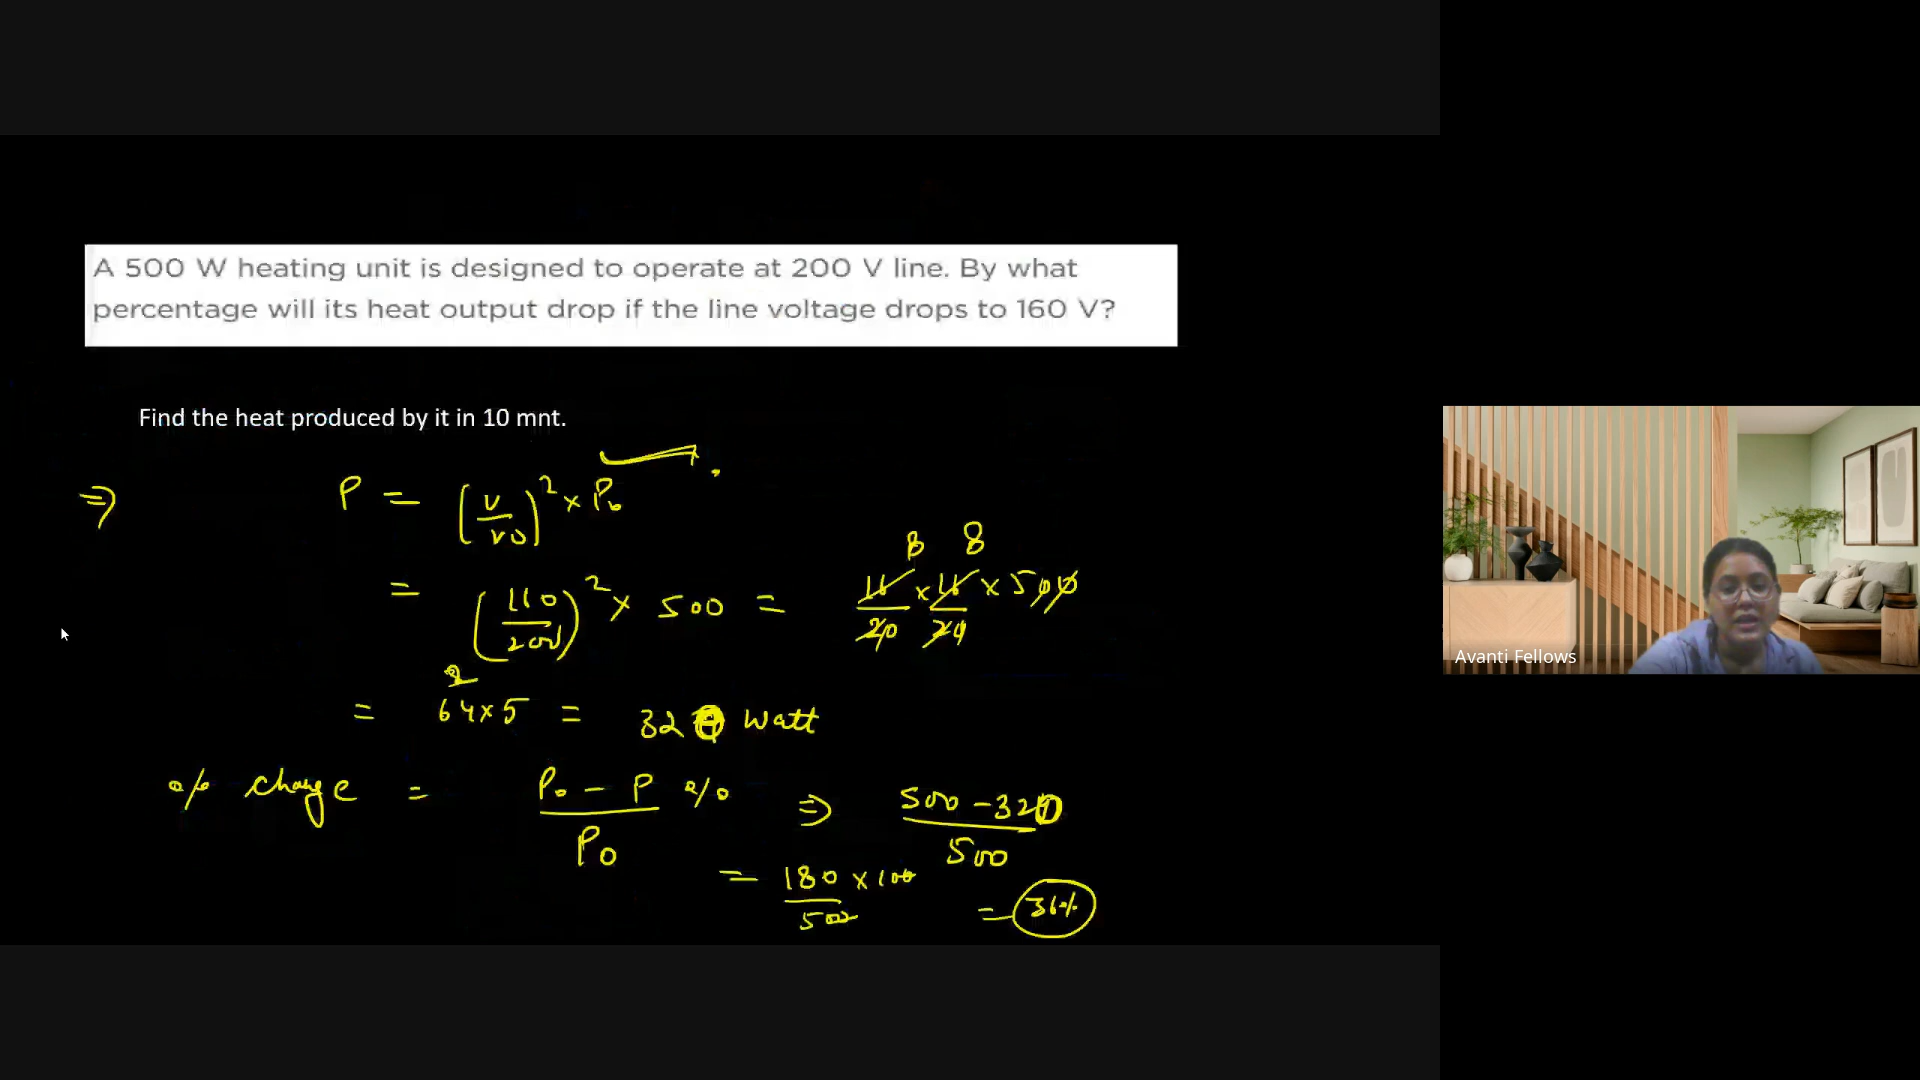 A 500 W heating unit is designed to operate at 200 V line. By what
percentage will its heat output drop if the line voltage drops to 160 V?
Find the heat produced by it in 10 mnt.
⇒ P = (V/V0)² × P0
= (160/200)² × 500 = 16/20 × 16/20 × 500
8 8
= 64 × 5 = 320 watt
% change = P0 - P / P0 % ⇒ 500 - 320 / 500
= 180 × 100 / 500 = 36%
Avanti Fellows